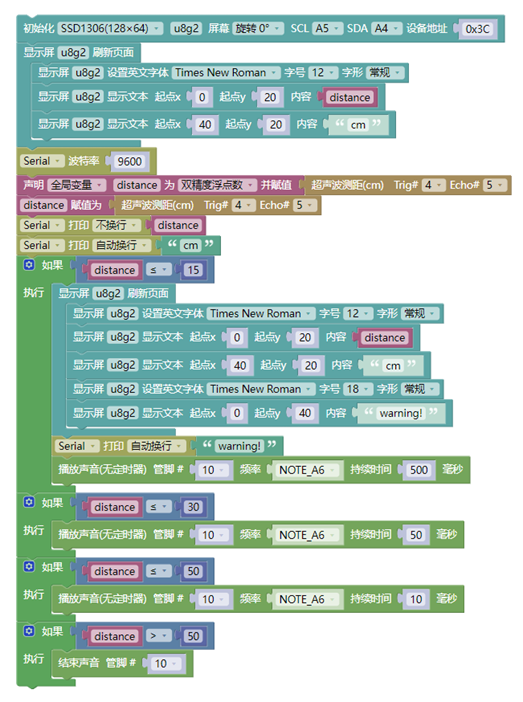 初始化 SSD1306(128×64) u8g2 屏幕 旋转 0° SCL A5 SDA A4 设备地址 0x3C
显示屏 u8g2 刷新页面
显示屏 u8g2 设置英文字体 Times New Roman 字号 12 字形 常规
显示屏 u8g2 显示文本 起点x 0 起点y 20 内容 distance
显示屏 u8g2 显示文本 起点x 40 起点y 20 内容 “ cm ”
Serial 波特率 9600
声明 全局变量 distance 为 双精度浮点数 并赋值 超声波测距(cm) Trig# 4 Echo# 5
distance 赋值为 超声波测距(cm) Trig# 4 Echo# 5
Serial 打印 不换行 distance
Serial 打印 自动换行 “ cm ”
如果 distance ≤ 15
执行 显示屏 u8g2 刷新页面
显示屏 u8g2 设置英文字体 Times New Roman 字号 12 字形 常规
显示屏 u8g2 显示文本 起点x 0 起点y 20 内容 distance
显示屏 u8g2 显示文本 起点x 40 起点y 20 内容 “ cm ”
显示屏 u8g2 设置英文字体 Times New Roman 字号 18 字形 常规
显示屏 u8g2 显示文本 起点x 0 起点y 40 内容 “ warning! ”
Serial 打印 自动换行 “ warning! ”
播放声音(无定时器) 管脚 # 10 频率 NOTE_A6 持续时间 500 毫秒
如果 distance ≤ 30
执行 播放声音(无定时器) 管脚 # 10 频率 NOTE_A6 持续时间 50 毫秒
如果 distance ≤ 50
执行 播放声音(无定时器) 管脚 # 10 频率 NOTE_A6 持续时间 10 毫秒
如果 distance > 50
执行 结束声音 管脚 # 10